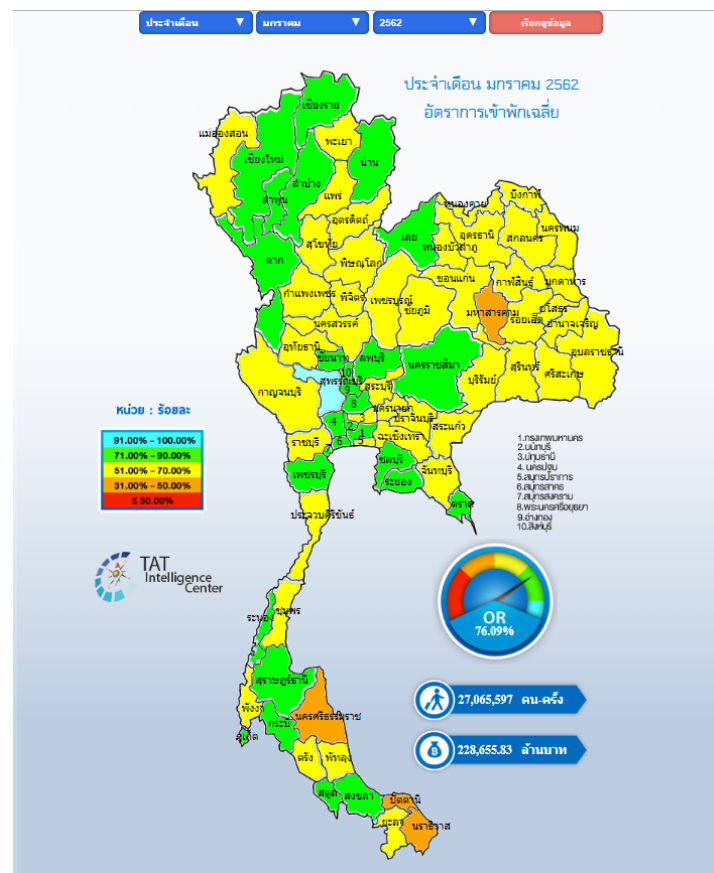 ประจำเดือน ▼ มกราคม ▼ 2562 ▼ เรียกดูข้อมูล
ประจำเดือน มกราคม 2562
อัตราการเข้าพักเฉลี่ย
เชียงราย
แม่ฮ่องสอน
พะเยา
เชียงใหม่
น่าน
ลำปาง
ลำพูน
แพร่
บึงกาฬ
หนองคาย
อุตรดิตถ์
เลย
อุดรธานี
นครพนม
สุโขทัย
หนองบัวลำภู
สกลนคร
ตาก
พิษณุโลก
ขอนแก่น
กาฬสินธุ์
มุกดาหาร
กำแพงเพชร
พิจิตร
เพชรบูรณ์
ชัยภูมิ
มหาสารคาม
ยโสธร
ร้อยเอ็ด
อำนาจเจริญ
นครสวรรค์
อุทัยธานี
ชัยนาท
ลพบุรี
นครราชสีมา
อุบลราชธานี
สุรินทร์
ศรีสะเกษ
บุรีรัมย์
10
สุพรรณบุรี
9
สระบุรี
กาญจนบุรี
8
นครนายก
3
ปราจีนบุรี
4
2
1
สระแก้ว
ฉะเชิงเทรา
ราชบุรี
6
5
7
ชลบุรี
จันทบุรี
เพชรบุรี
ระยอง
ตราด
ประจวบคีรีขันธ์
หน่วย : ร้อยละ
91.00% - 100.00%
71.00% - 90.00%
51.00% - 70.00%
31.00% - 50.00%
≤ 30.00%
1.กรุงเทพมหานคร
2.นนทบุรี
3.ปทุมธานี
4. นครปฐม
5.สมุทรปราการ
6.สมุทรสาคร
7.สมุทรสงคราม
8.พระนครศรีอยุธยา
9.อ่างทอง
10.สิงห์บุรี
TAT
Intelligence
Center
OR
76.09%
ชุมพร
ระนอง
สุราษฎร์ธานี
พังงา
นครศรีธรรมราช
กระบี่
ภูเก็ต
ตรัง
พัทลุง
สตูล
สงขลา
ปัตตานี
ยะลา
นราธิวาส
27,065,597 คน-ครั้ง
228,655.83 ล้านบาท